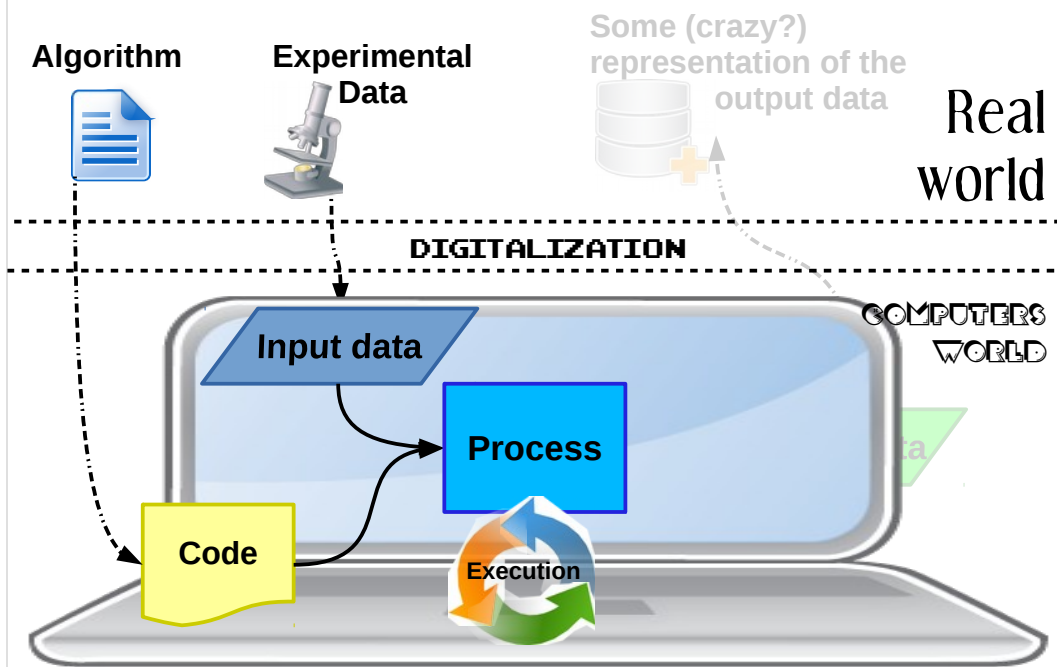 Algorithm
Experimental
Data
Some (crazy?)
representation of the
output data
Real
world
DIGITALIZATION
COMPUTERS
WORLD
Input data
Process
Code
Execution